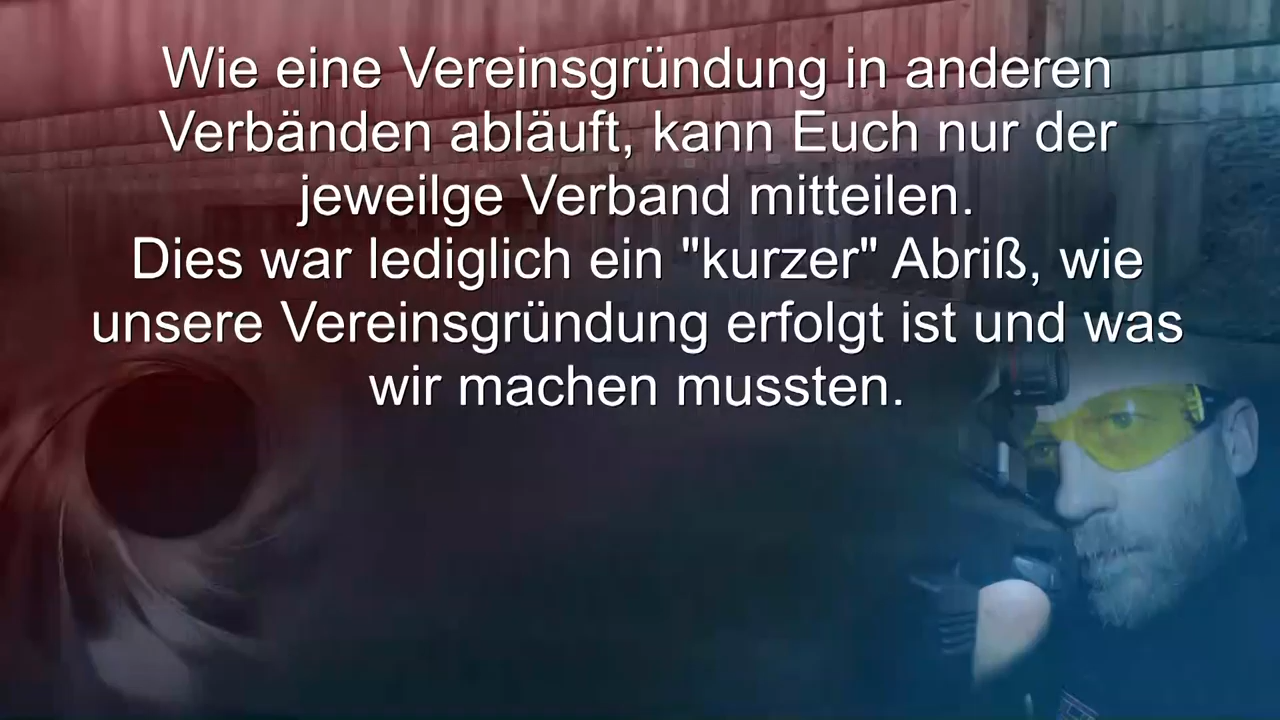 Wie eine Vereinsgründung in anderen
Verbänden abläuft, kann Euch nur der
jeweilge Verband mitteilen.
Dies war lediglich ein "kurzer" Abriß, wie
unsere Vereinsgründung erfolgt ist und was
wir machen mussten.